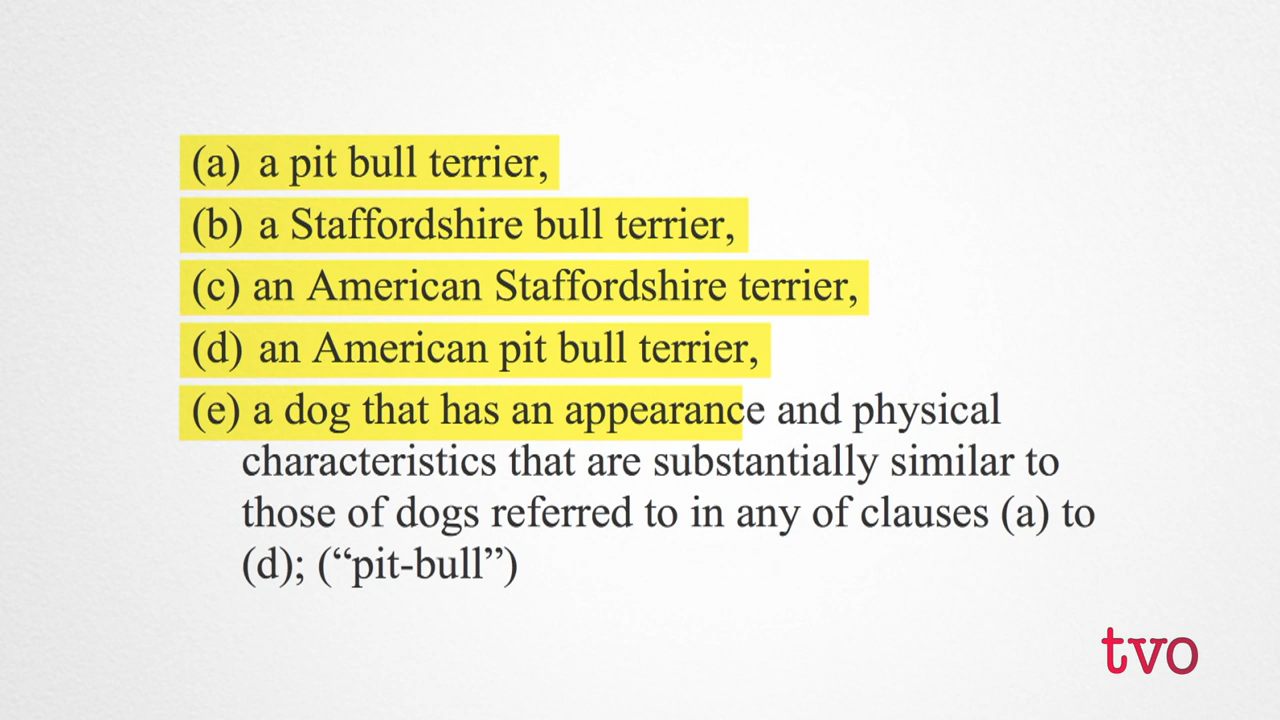 (a) a pit bull terrier,
(b) a Staffordshire bull terrier,
(c) an American Staffordshire terrier,
(d) an American pit bull terrier,
(e) a dog that has an appearance and physical
characteristics that are substantially similar to
those of dogs referred to in any of clauses (a) to
(d); (“pit-bull”)
tvo